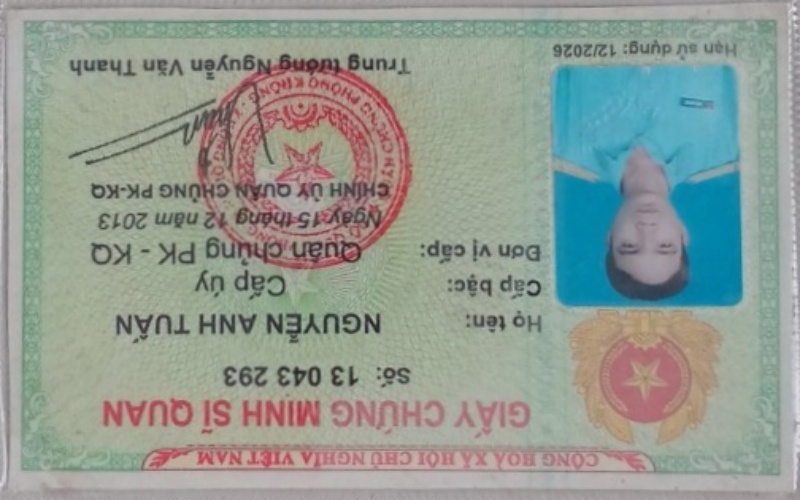 CỘNG HOÀ XÃ HỘI CHỦ NGHĨA VIỆT NAM
GIẤY CHỨNG MINH SĨ QUAN
Số: 13 043 293
Họ tên: NGUYỄN ANH TUẤN
Cấp bậc: Cấp úy
Đơn vị cấp: Quân chủng PK - KQ
Ngày 15 tháng 12 năm 2013
CHÍNH ỦY QUÂN CHỦNG PK-KQ
Trung tướng Nguyễn Văn Thanh
Hạn sử dụng: 12/2026